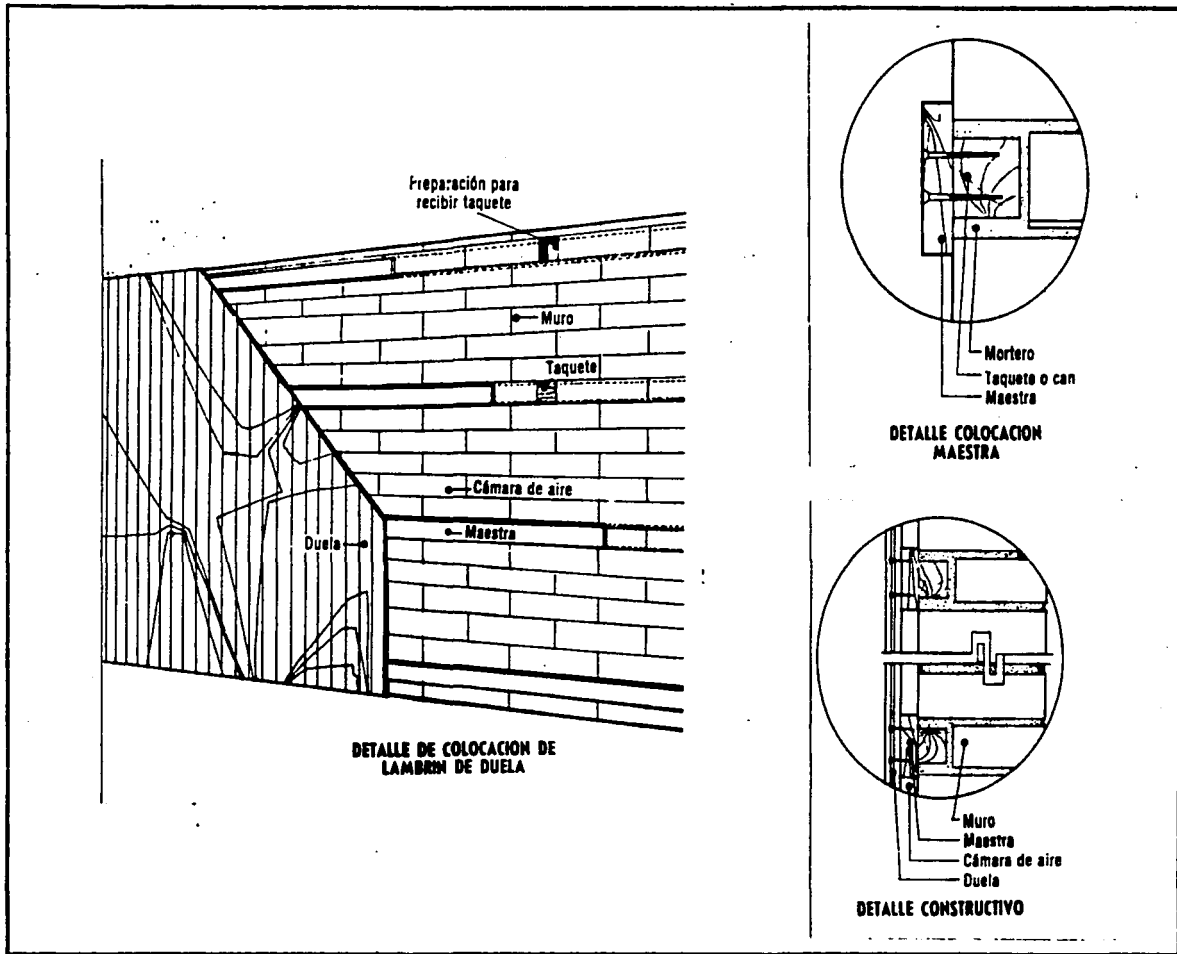 Preparación para
recibir taquete
Muro
Taquete
Cámara de aire
Maestra
Duela
DETALLE DE COLOCACION DE
LAMBRIN DE DUELA
Mortero
Taquete o can
Maestra
DETALLE COLOCACION
MAESTRA
Muro
Maestra
Cámara de aire
Duela
DETALLE CONSTRUCTIVO